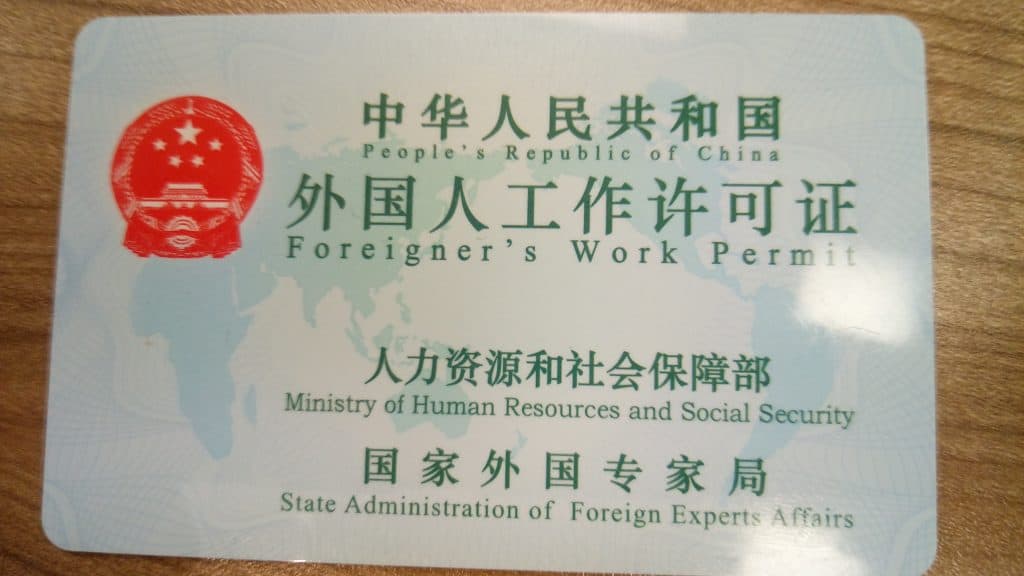 中华人民共和国
People's Republic of China
外国人工作许可证
Foreigner's Work Permit
人力资源和社会保障部
Ministry of Human Resources and Social Security
国家外国专家局
State Administration of Foreign Experts Affairs